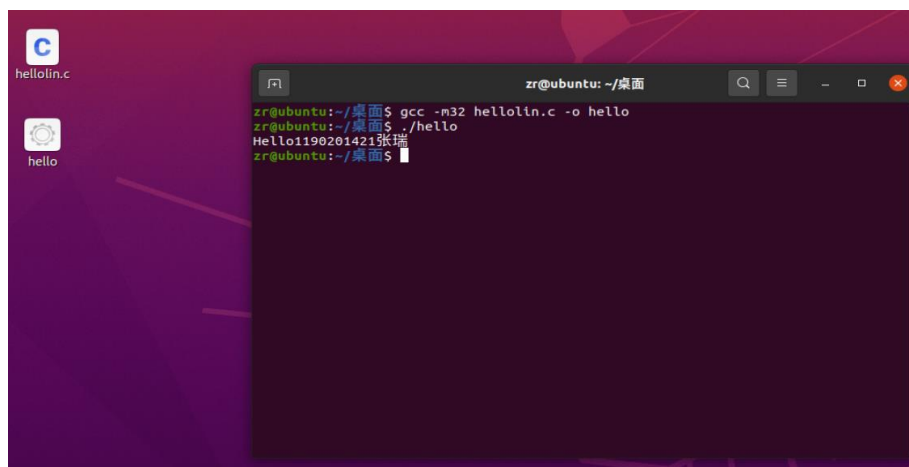 C
hellolin.c
hello
zr@ubuntu: ~/桌面
zr@ubuntu:~/桌面$ gcc -m32 hellolin.c -o hello
zr@ubuntu:~/桌面$ ./hello
Hello1190201421张瑞
zr@ubuntu:~/桌面$